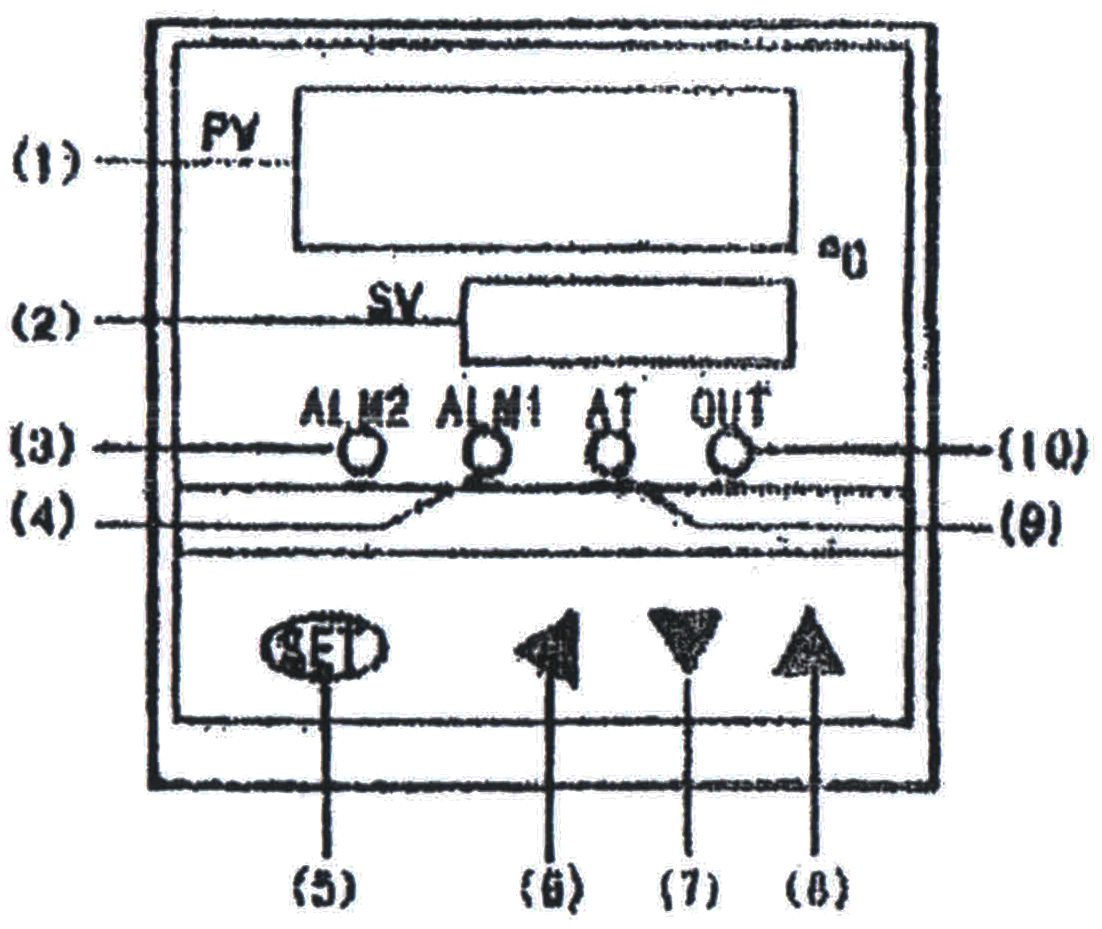 PV
(1)
°C
SV
(2)
ALM2 ALM1 AT OUT
(3) (10)
(4) (9)
SET
(5) (6) (7) (8)